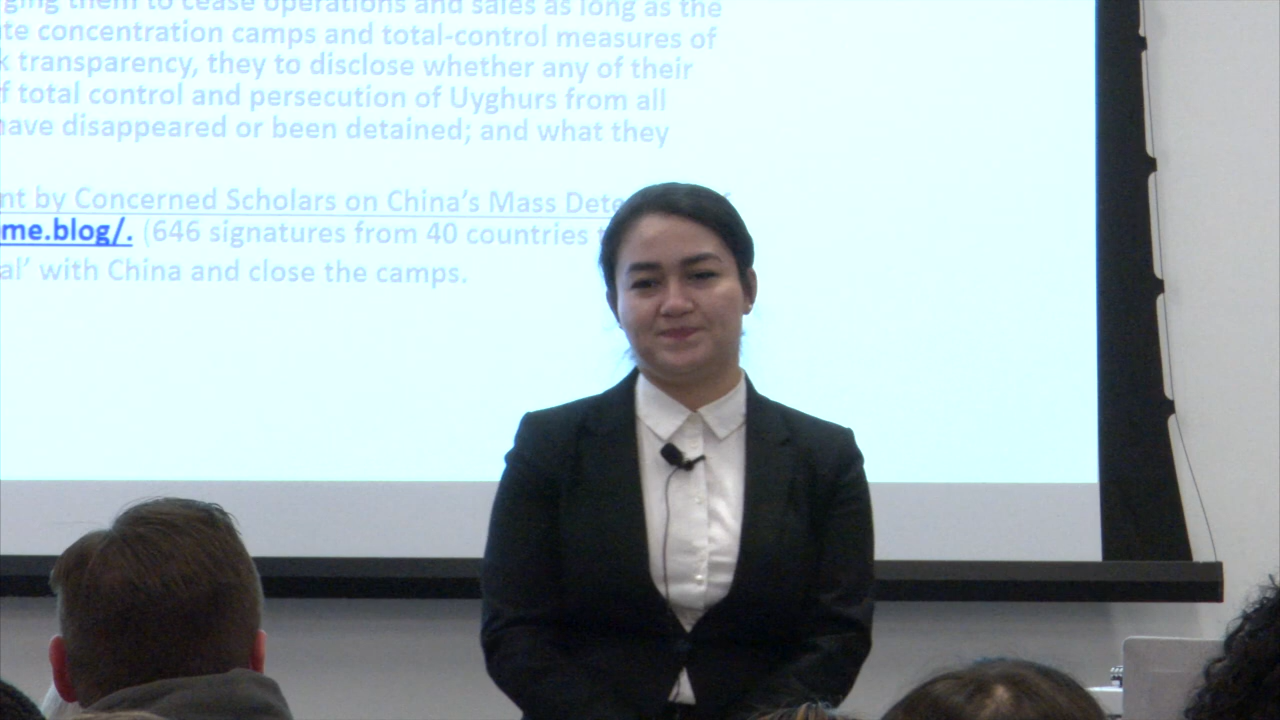 ging them to cease operations and sales as long as the
te concentration camps and total-control measures of
k transparency, they to disclose whether any of their
f total control and persecution of Uyghurs from all
have disappeared or been detained; and what they
nt by Concerned Scholars on China's Mass Dete
me.blog/. (646 signatures from 40 countries
al' with China and close the camps.